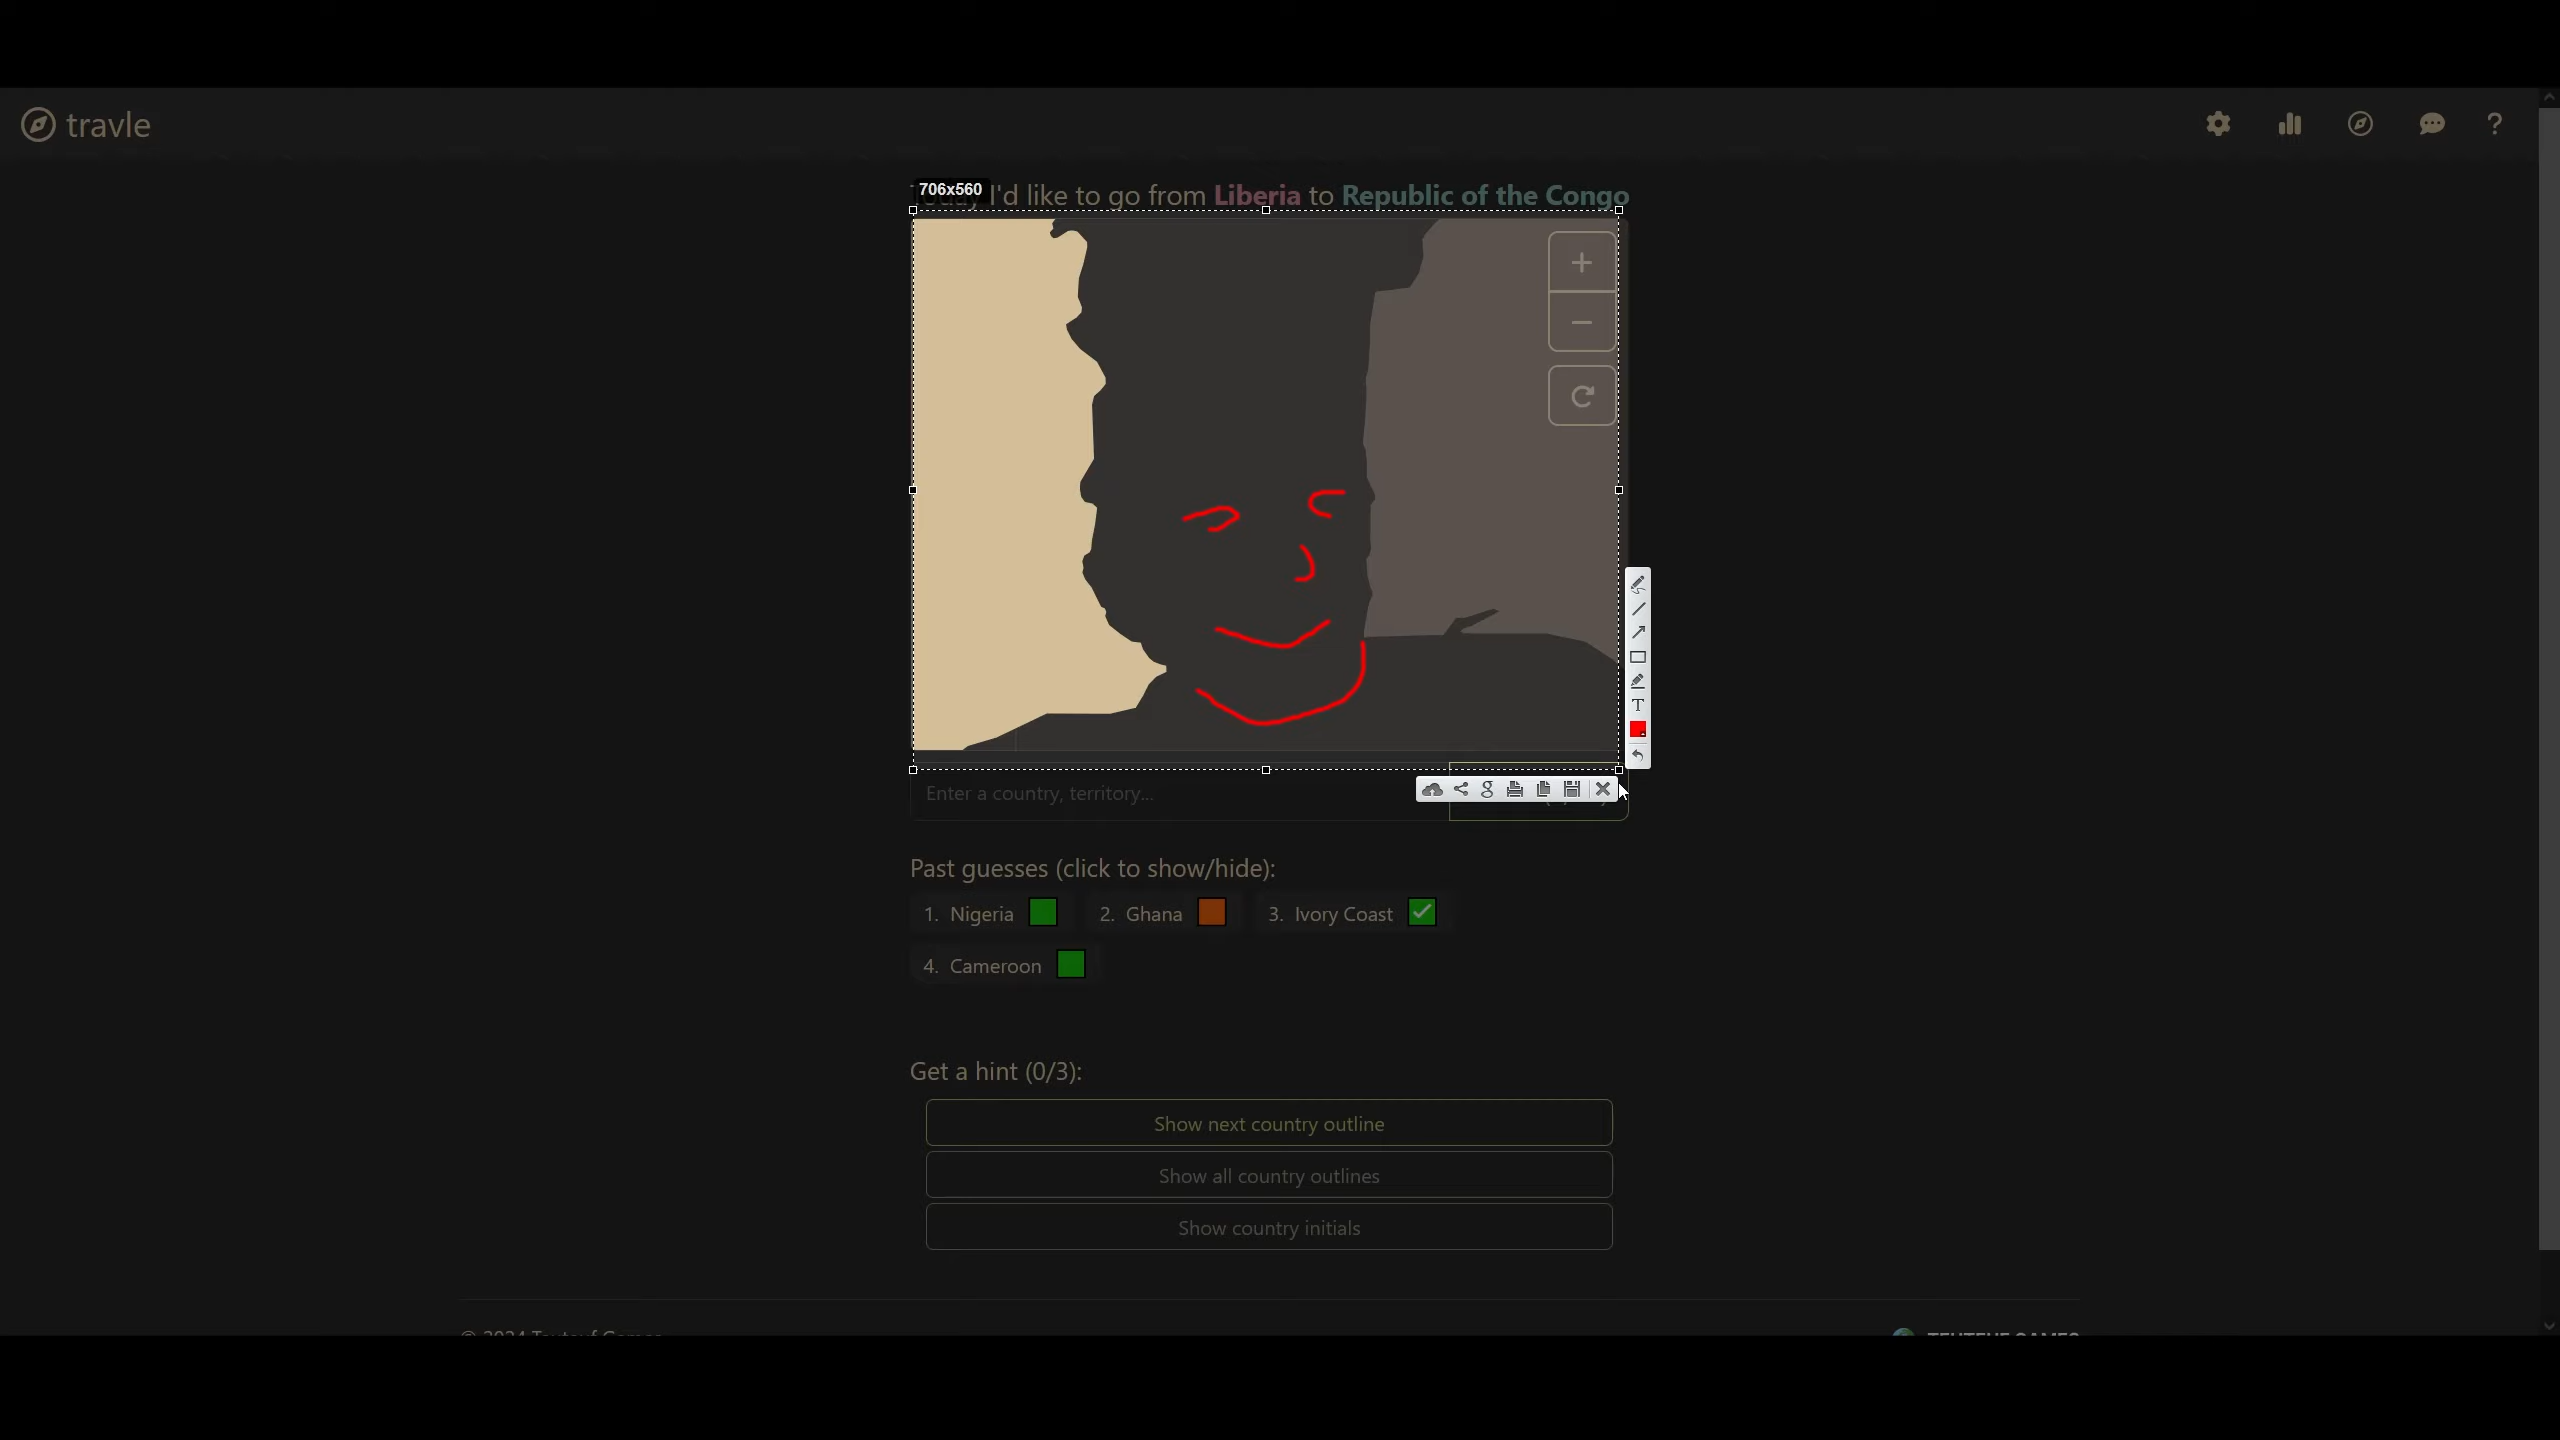 travle
706x560
I'd like to go from Liberia to Republic of the Congo
Enter a country, territory...
Past guesses (click to show/hide):
1. Nigeria 2. Ghana 3. Ivory Coast
4. Cameroon
Get a hint (0/3):
Show next country outline
Show all country outlines
Show country initials